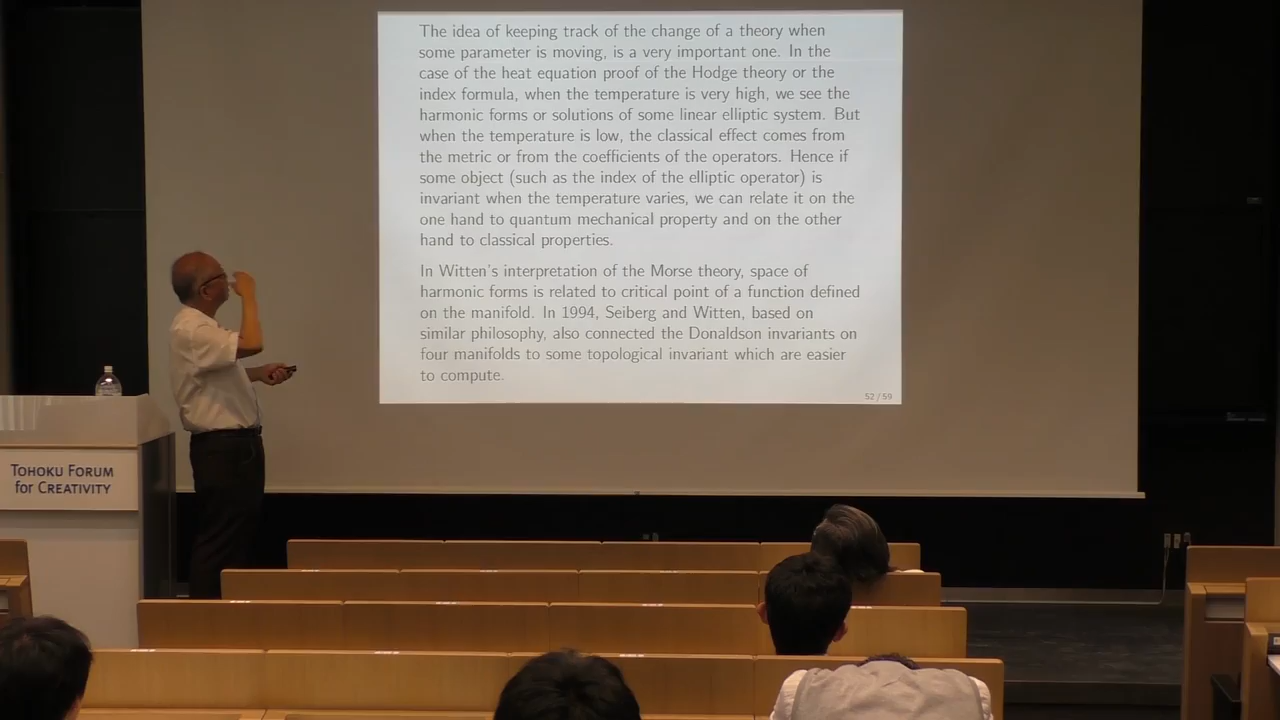 The idea of keeping track of the change of a theory when
some parameter is moving, is a very important one. In the
case of the heat equation proof of the Hodge theory or the
index formula, when the temperature is very high, we see the
harmonic forms or solutions of some linear elliptic system. But
when the temperature is low, the classical effect comes from
the metric or from the coefficients of the operators. Hence if
some object (such as the index of the elliptic operator) is
invariant when the temperature varies, we can relate it on the
one hand to quantum mechanical property and on the other
hand to classical properties.
In Witten's interpretation of the Morse theory, space of
harmonic forms is related to critical point of a function defined
on the manifold. In 1994, Seiberg and Witten, based on
similar philosophy, also connected the Donaldson invariants on
four manifolds to some topological invariant which are easier
to compute.
52 / 59
TOHOKU FORUM
for CREATIVITY